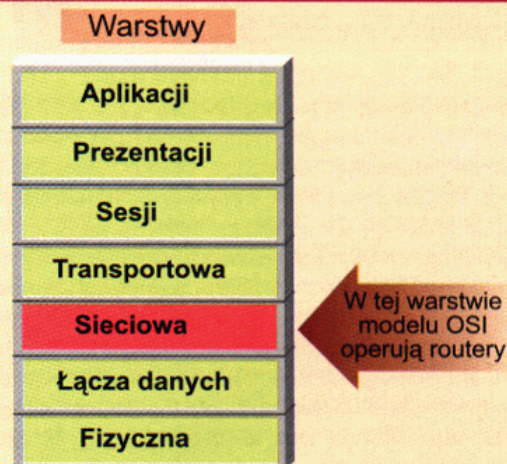 Warstwy
Aplikacji
Prezentacji
Sesji
Transportowa
Sieciowa
W tej warstwie
modelu OSI
operują routery
Łącza danych
Fizyczna